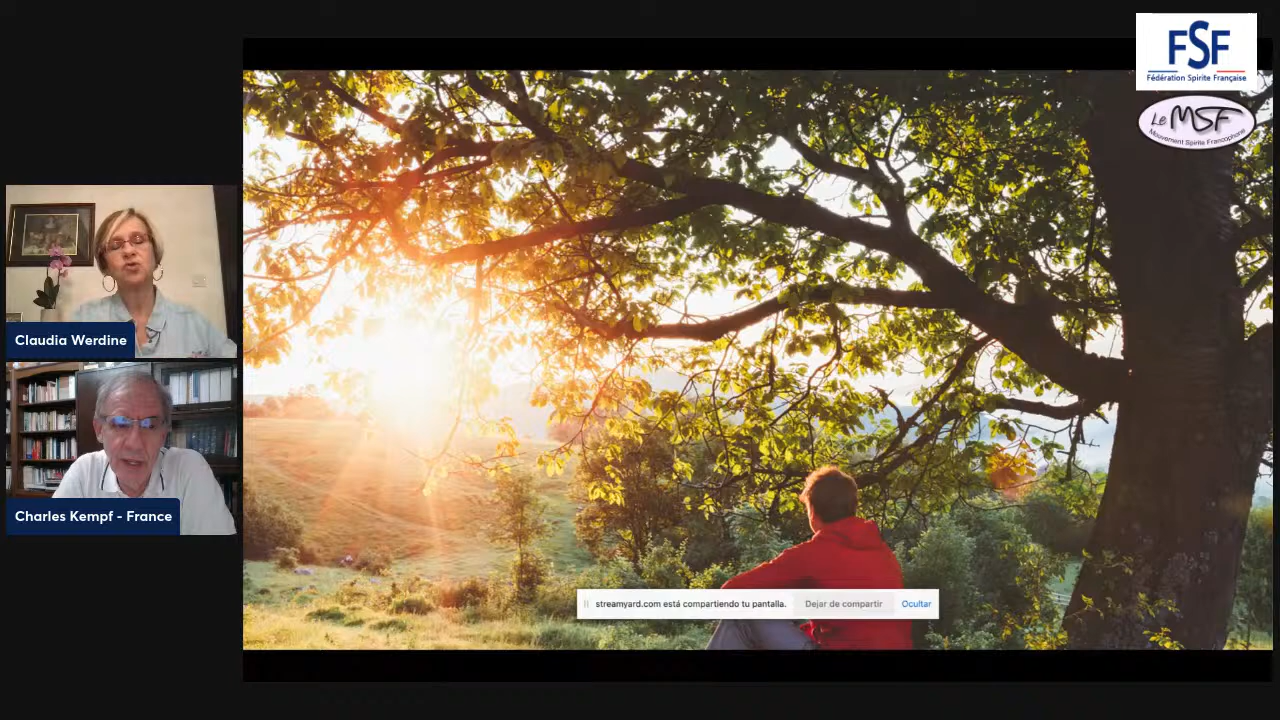 FSF
Fédération Spirite Française
Le MSF
Mouvement Spirite Francophone
Claudia Werdine
Charles Kempf - France
streamyard.com está compartiendo tu pantalla. Dejar de compartir Ocultar